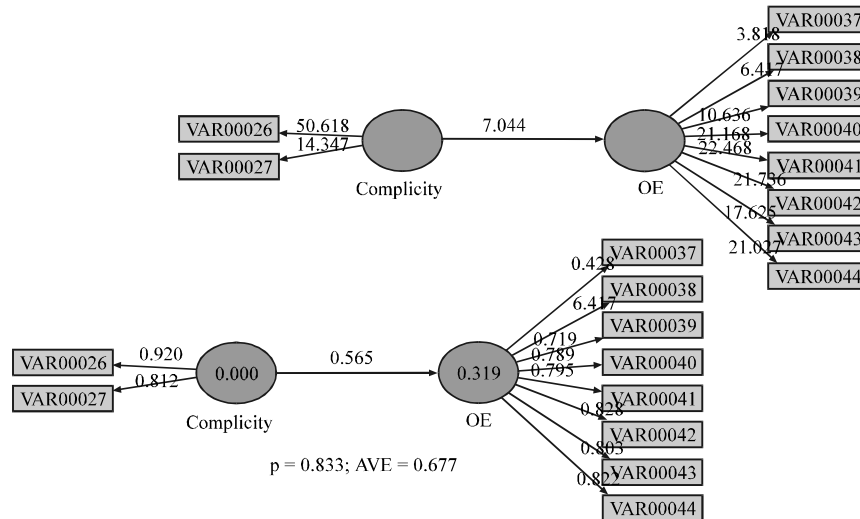 VAR00037
3.818
VAR00038
6.417
VAR00039
10.636
VAR00026
50.618
7.044
21.168
VAR00040
22.468
VAR00027
14.347
VAR00041
Complicity
OE
21.736
VAR00042
17.625
VAR00043
21.027
VAR00044
VAR00037
0.428
VAR00038
6.417
VAR00039
0.719
0.789
VAR00026
0.920
0.565
VAR00040
0.795
0.000
0.319
VAR00027
0.812
VAR00041
0.828
Complicity
OE
VAR00042
0.803
p = 0.833; AVE = 0.677
VAR00043
0.822
VAR00044